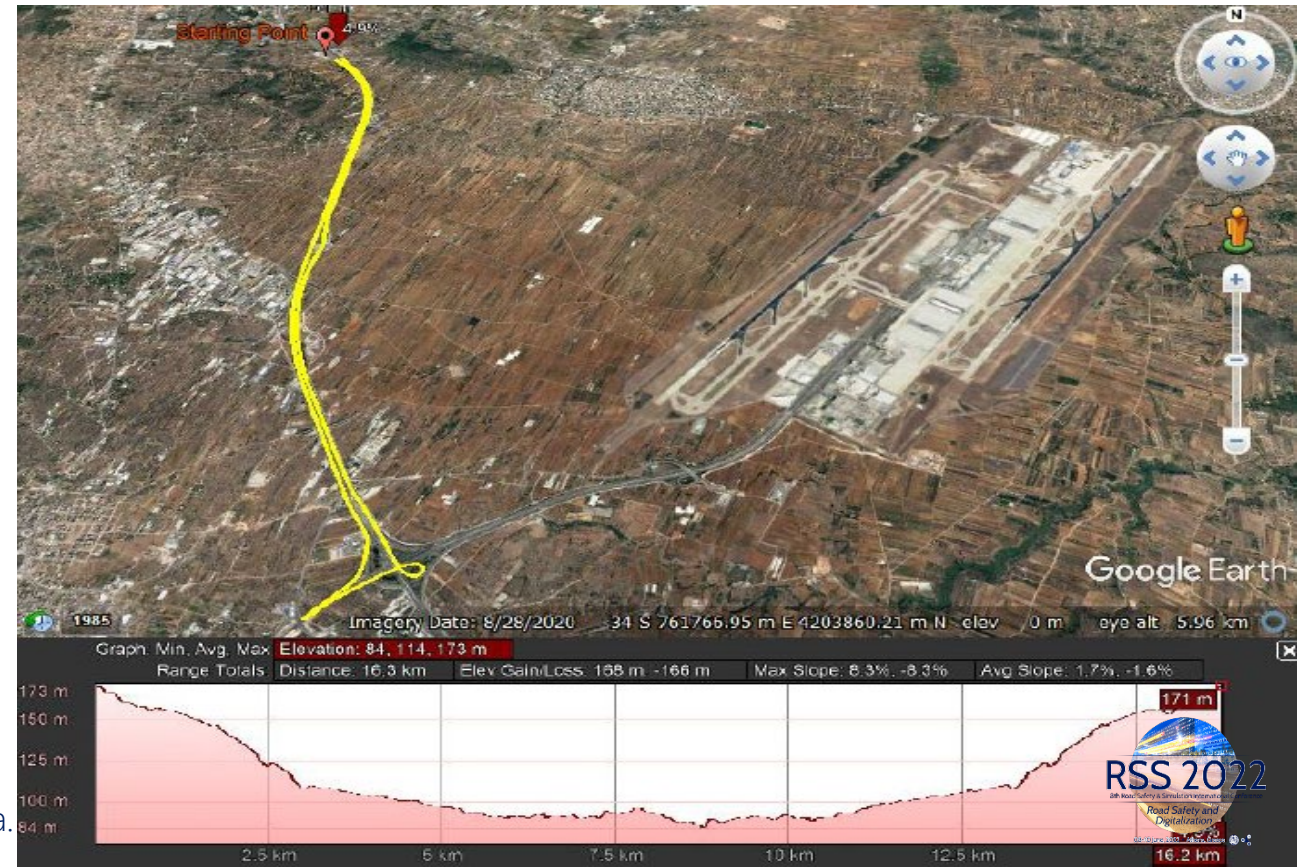 Starting Point
N
Google Earth
1985
Imagery Date: 8/28/2020 34 S 761766.95 m E 4203860.21 m N elev 0 m eye alt 5.96 km
Graph: Min, Avg, Max Elevation: 84, 114, 173 m
Range Totals: Distance: 16.3 km Elev Gain/Loss: 168 m, -166 m Max Slope: 8.3%, -8.3% Avg Slope: 1.7%, -1.6%
173 m
171 m
150 m
125 m
100 m
84 m
a.
RSS 2022
Road Safety and
Digitalization
2.5 km 5 km 7.5 km 10 km 12.5 km 16.2 km